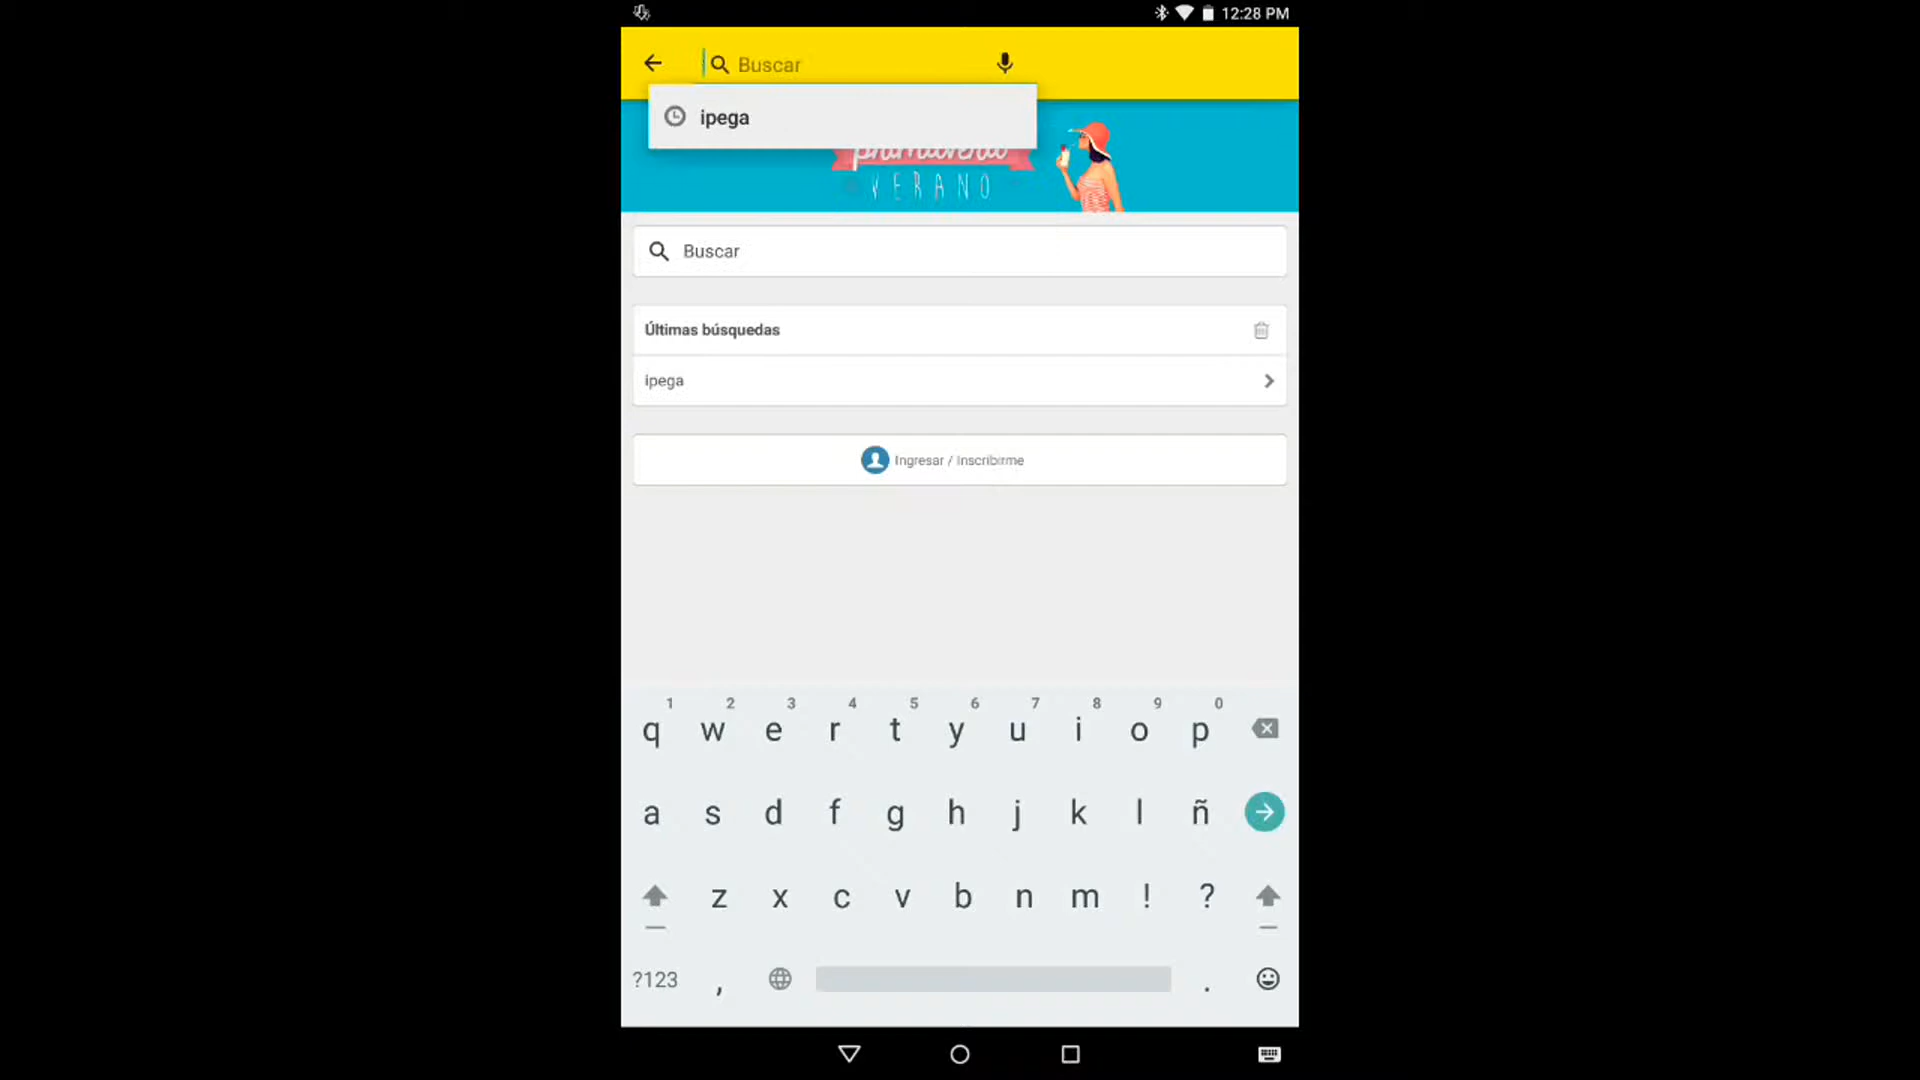 12:28 PM
Buscar
ipega
primavera
VERANO
Buscar
Últimas búsquedas
ipega
Ingresar / Inscribirme
1 2 3 4 5 6 7 8 9 0
q w e r t y u i o p
a s d f g h j k l ñ
z x c v b n m ! ?
?123 , .